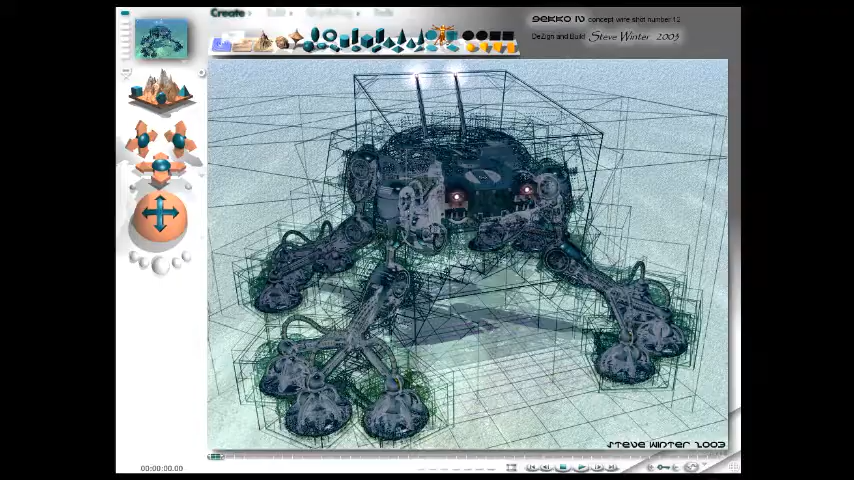 Create
GEKKO IV concept wire shot number 12
DeZign and Build Steve Winter 2003
STEVE WINTER 2003
00:00:00.00